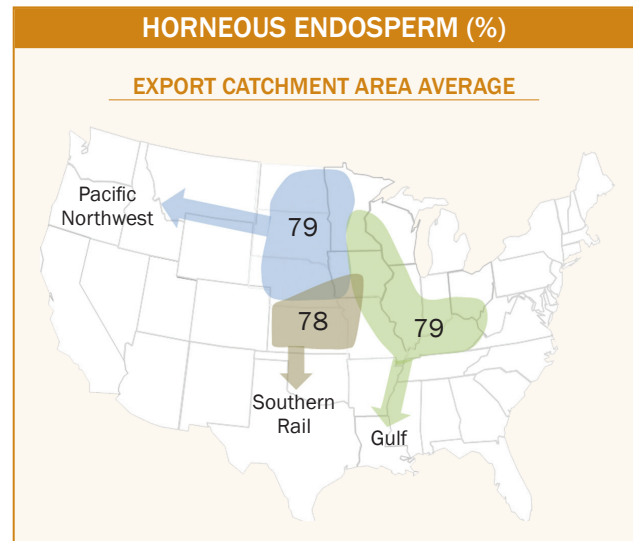 HORNEOUS ENDOSPERM (%)
EXPORT CATCHMENT AREA AVERAGE
Pacific
Northwest
79
78
79
Southern
Rail
Gulf